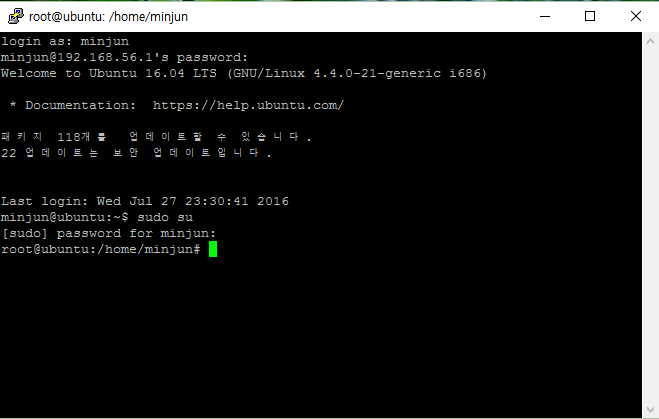 root@ubuntu: /home/minjun
login as: minjun
minjun@192.168.56.1's password:
Welcome to Ubuntu 16.04 LTS (GNU/Linux 4.4.0-21-generic i686)
* Documentation:  https://help.ubuntu.com/
패키지 118개를 업데이트할 수 있습니다.
22 업데이트는 보안 업데이트입니다.
Last login: Wed Jul 27 23:30:41 2016
minjun@ubuntu:~$ sudo su
[sudo] password for minjun:
root@ubuntu:/home/minjun#